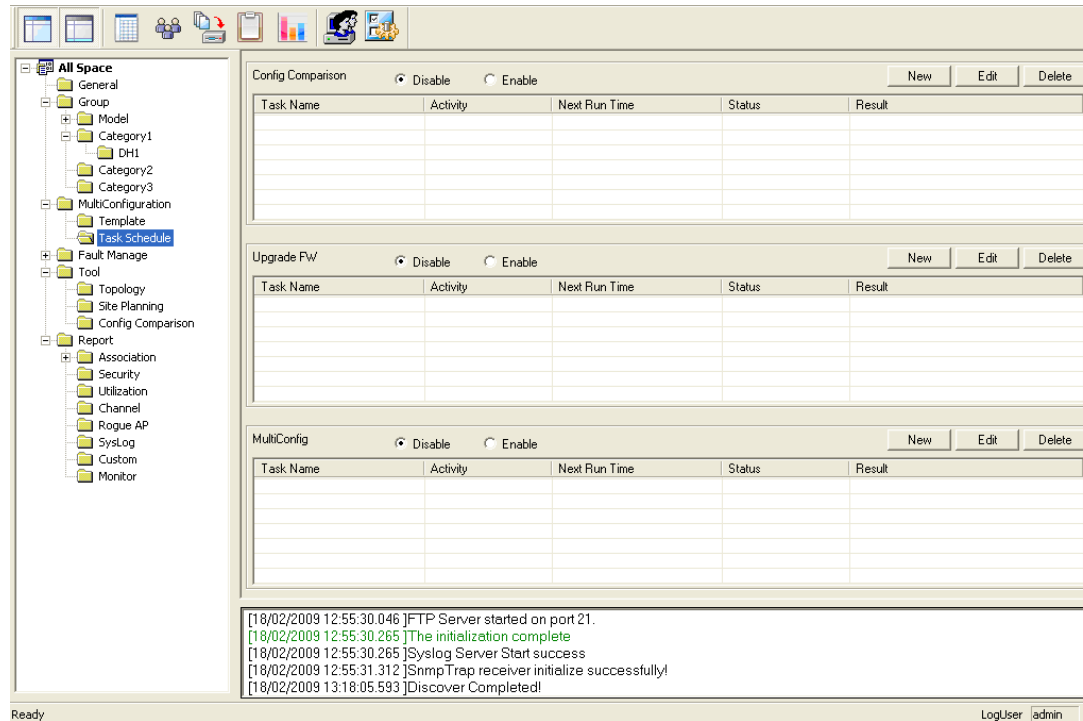 All Space
General
Group
Model
Category1
DH1
Category2
Category3
MultiConfiguration
Template
Task Schedule
Fault Manage
Tool
Topology
Site Planning
Config Comparison
Report
Association
Security
Utilization
Channel
Rogue AP
SysLog
Custom
Monitor
Config Comparison Disable Enable New Edit Delete
Task Name Activity Next Run Time Status Result
Upgrade FW Disable Enable New Edit Delete
Task Name Activity Next Run Time Status Result
MultiConfig Disable Enable New Edit Delete
Task Name Activity Next Run Time Status Result
[18/02/2009 12:55:30.046 ]FTP Server started on port 21.
[18/02/2009 12:55:30.265 ]The initialization complete
[18/02/2009 12:55:30.265 ]Syslog Server Start success
[18/02/2009 12:55:31.312 ]SnmpTrap receiver initialize successfully!
[18/02/2009 13:18:05.593 ]Discover Completed!
Ready LogUser admin